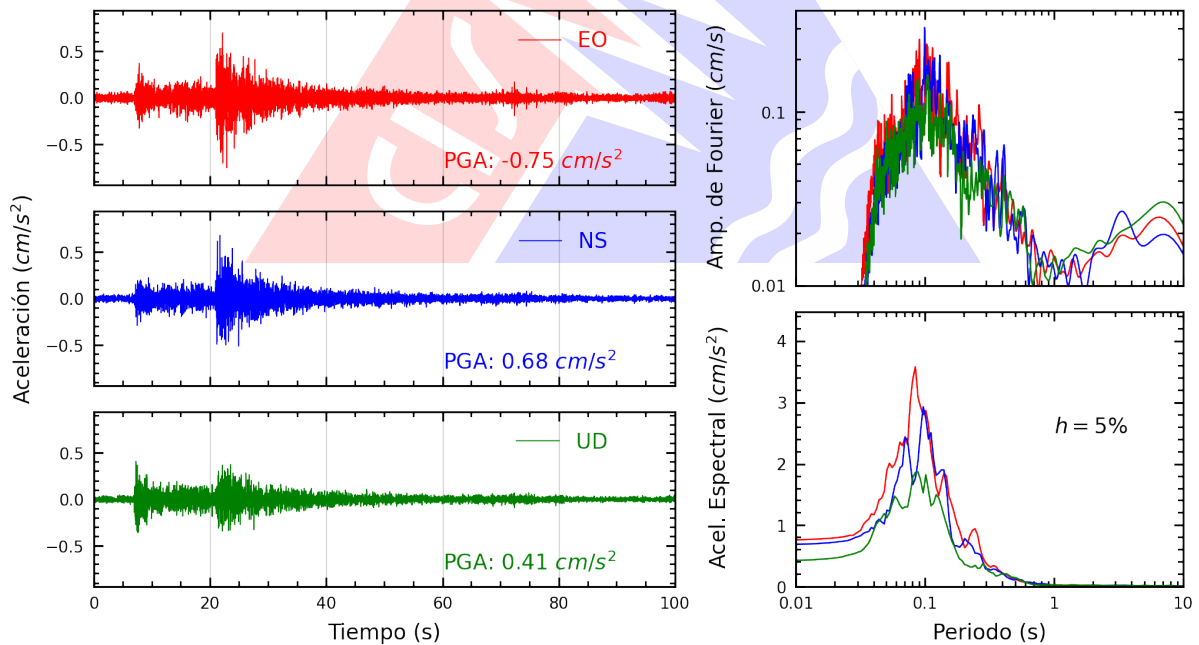 Aceleración (cm/s²)
0.5
0.0
−0.5
EO
PGA: -0.75 cm/s²
0.5
0.0
−0.5
NS
PGA: 0.68 cm/s²
0.5
0.0
−0.5
UD
PGA: 0.41 cm/s²
0 20 40 60 80 100
Tiempo (s)
Amp. de Fourier (cm/s)
0.1
0.01
Acel. Espectral (cm/s²)
4
3
2
1
0
h = 5%
0.01 0.1 1 10
Periodo (s)
CIS